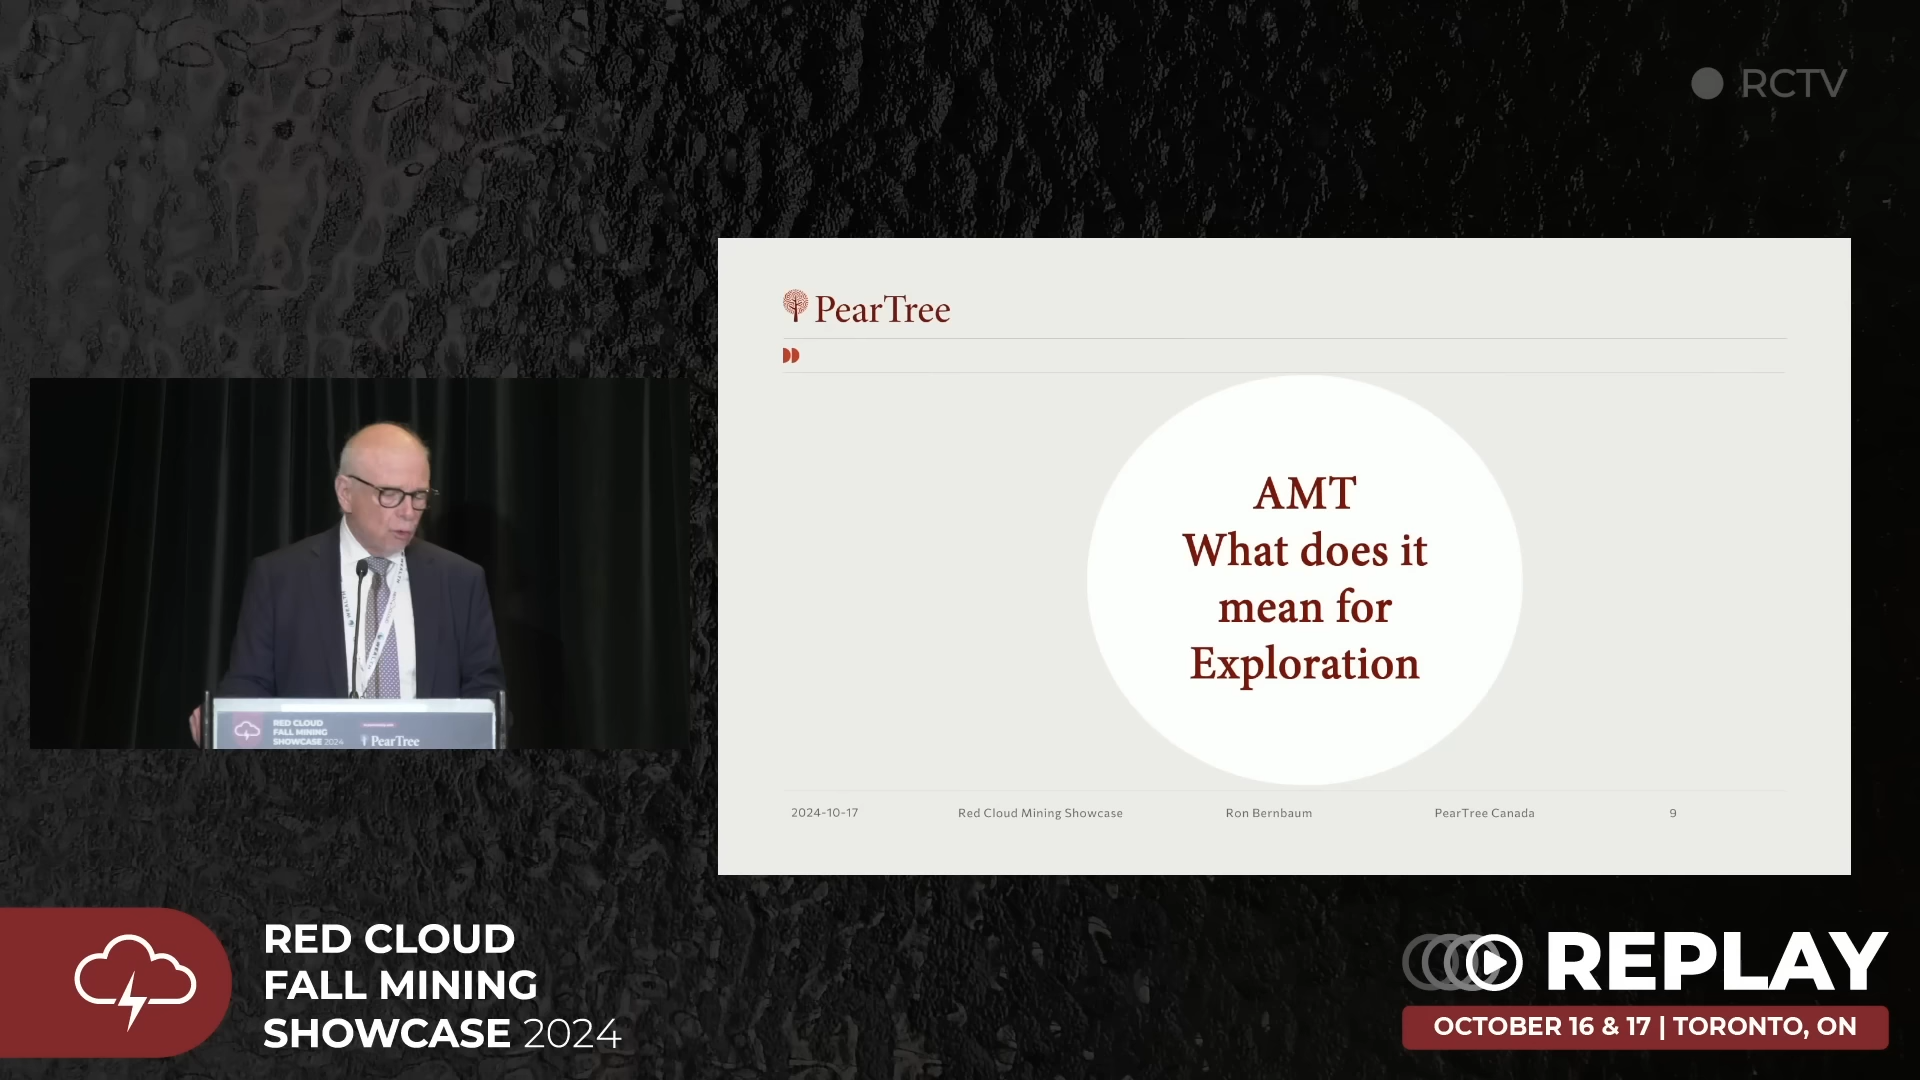 RCTV
PearTree
AMT
What does it
mean for
Exploration
2024-10-17 Red Cloud Mining Showcase Ron Bernbaum PearTree Canada 9
RED CLOUD
FALL MINING
SHOWCASE 2024
PearTree
RED CLOUD
FALL MINING
SHOWCASE 2024
REPLAY
OCTOBER 16 & 17 | TORONTO, ON